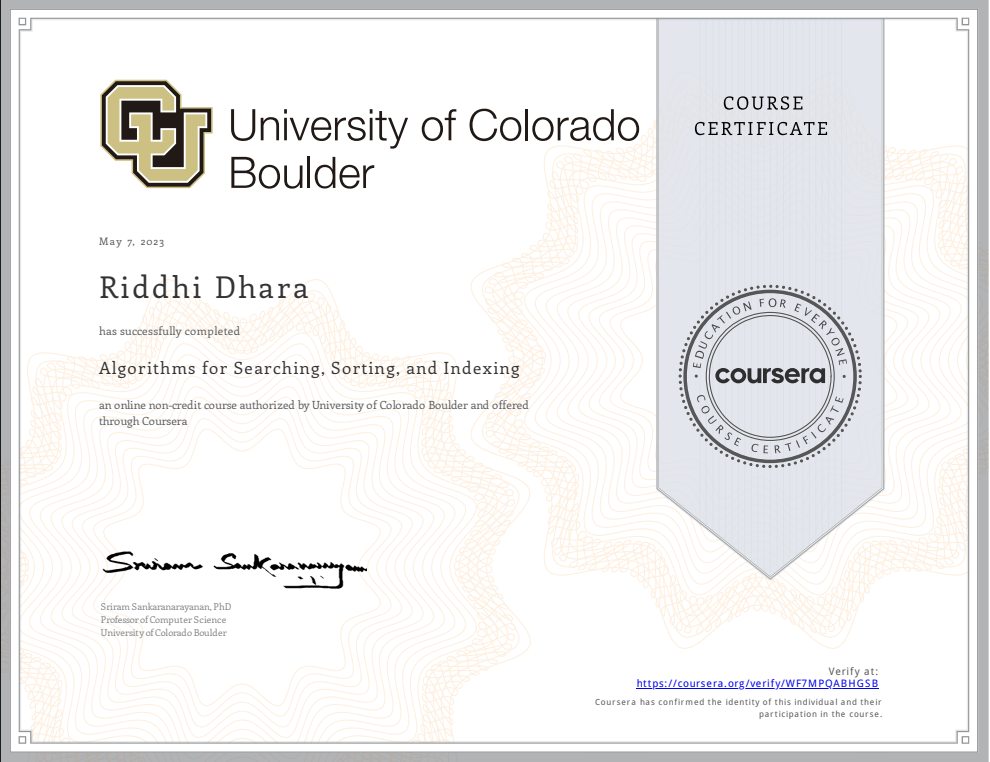 CU
University of Colorado
Boulder
COURSE
CERTIFICATE
May 7, 2023
Riddhi Dhara
has successfully completed
Algorithms for Searching, Sorting, and Indexing
an online non-credit course authorized by University of Colorado Boulder and offered
through Coursera
EDUCATION FOR EVERYONE
coursera
COURSE CERTIFICATE
Sriram Sankaranarayanan
Sriram Sankaranarayanan, PhD
Professor of Computer Science
University of Colorado Boulder
Verify at:
https://coursera.org/verify/WF7MPQABHGSB
Coursera has confirmed the identity of this individual and their
participation in the course.